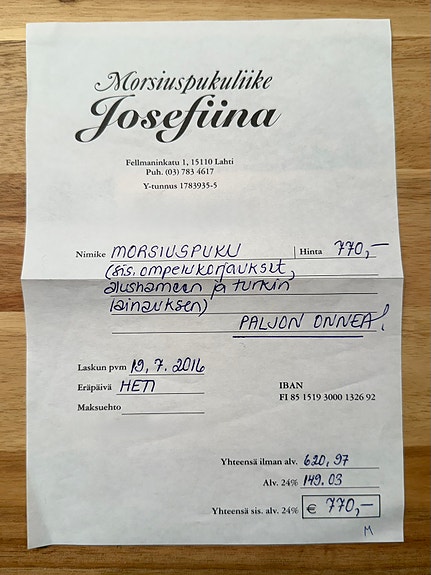 Morsiuspukuliike
Josefiina
Fellmaninkatu 1, 15110 Lahti
Puh. (03) 783 4617
Y-tunnus 1783935-5
Nimike MORSIUSPUKU Hinta 770,-
(sis. ompelukorjaukset,
alushameen ja turkin
lainauksen)
PALJON ONNEA!
Laskun pvm 19.7.2016
Eräpäivä HETI
Maksuehto
IBAN
FI 85 1519 3000 1326 92
Yhteensä ilman alv. 620,97
Alv. 24% 149.03
Yhteensä sis. alv. 24% € 770,-
M